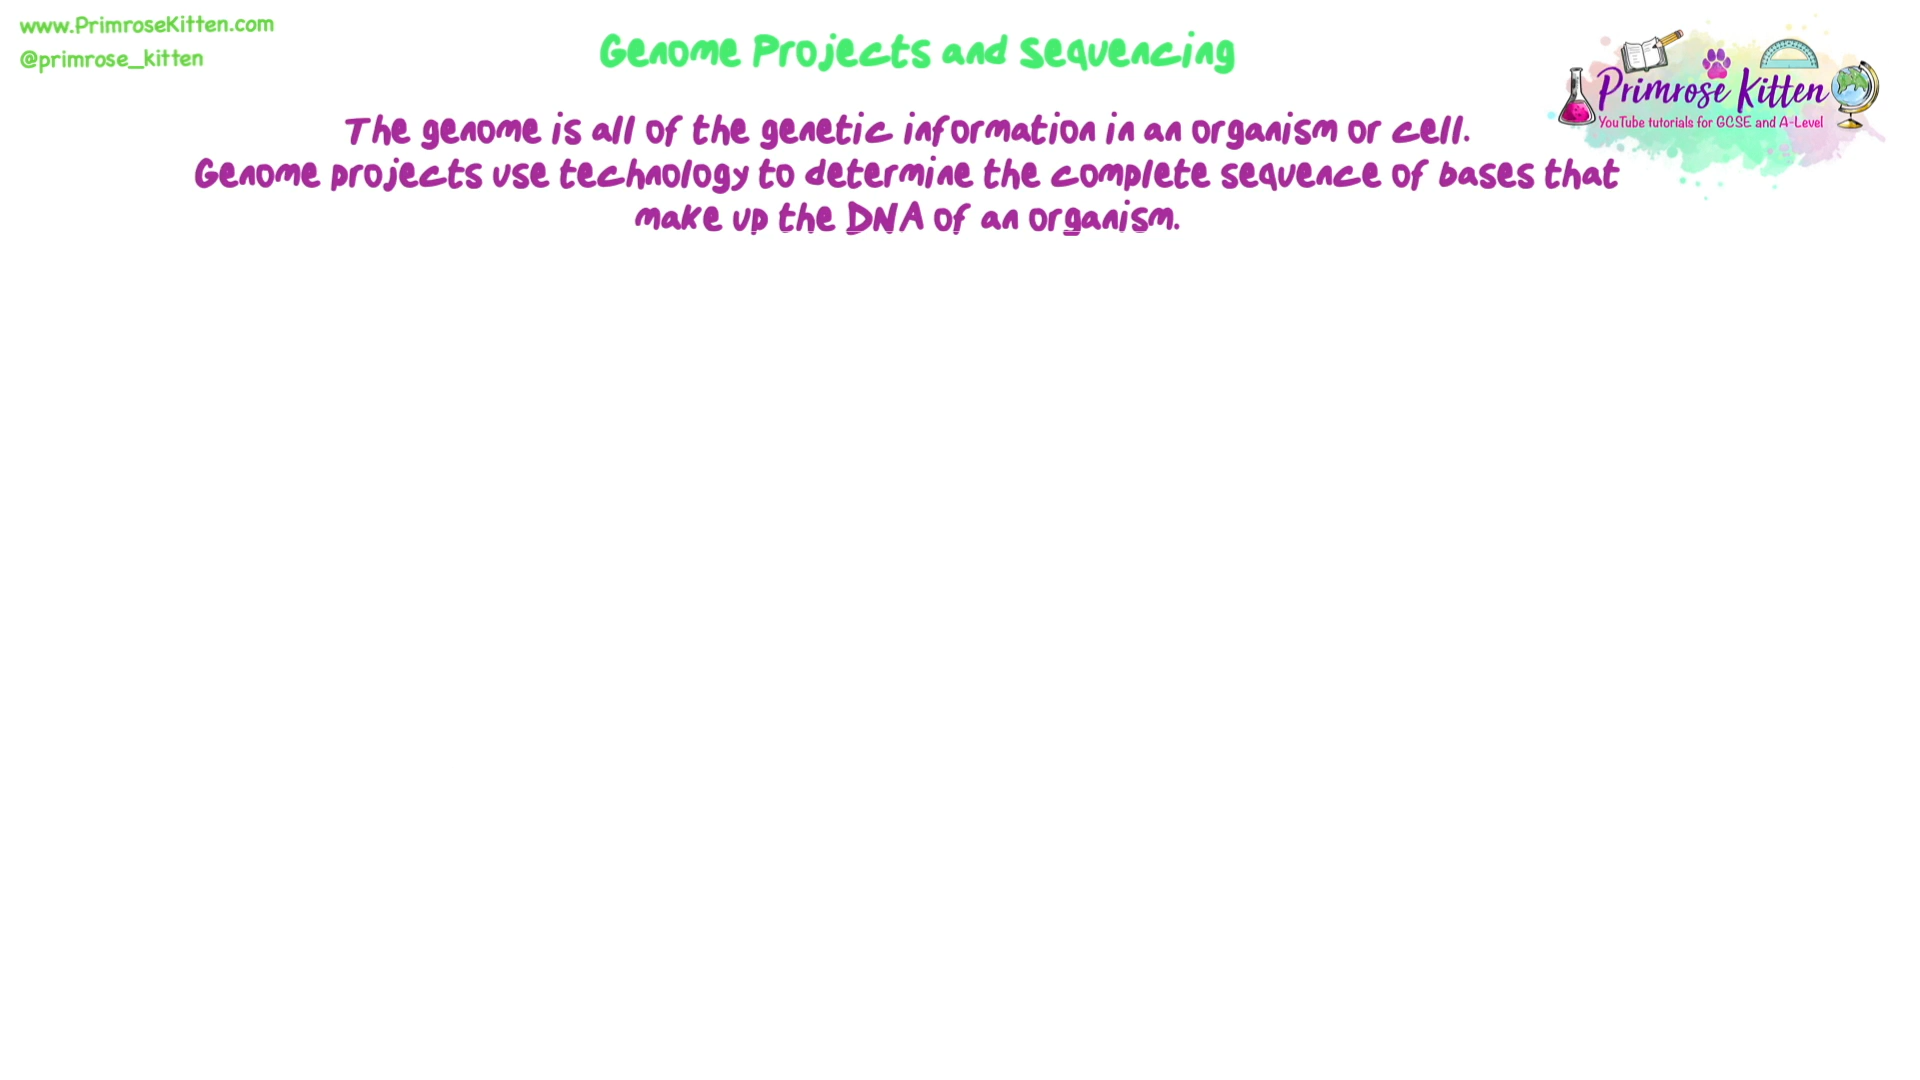 www.PrimroseKitten.com
@primrose_kitten
Genome Projects and Sequencing
Primrose Kitten
YouTube tutorials for GCSE and A-Level
The genome is all of the genetic information in an organism or cell.
Genome projects use technology to determine the complete sequence of bases that
make up the DNA of an organism.